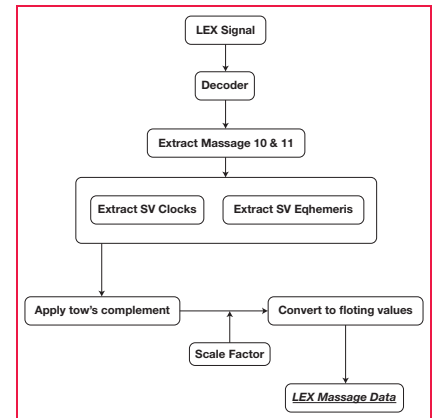 LEX Signal
Decoder
Extract Massage 10 & 11
Extract SV Clocks
Extract SV Eqhemeris
Apply tow's complement
Convert to floting values
Scale Factor
LEX Massage Data